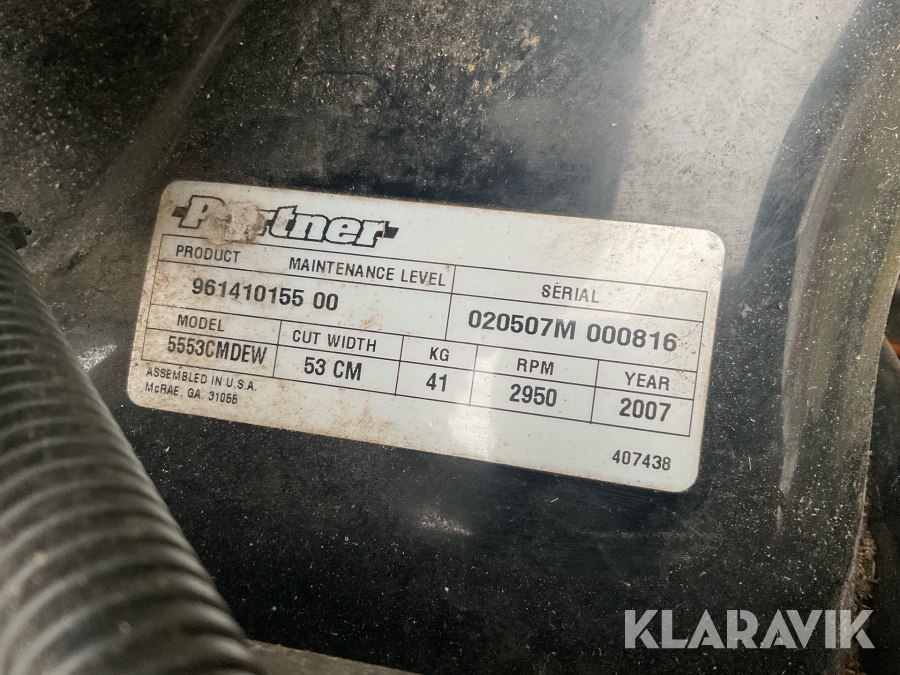 Partner
PRODUCT MAINTENANCE LEVEL SERIAL
961410155 00 020507M 000816
MODEL CUT WIDTH KG RPM YEAR
5553CMDEW 53 CM 41 2950 2007
ASSEMBLED IN U.S.A.
McRAE, GA. 31055
407438
KLARAVIK